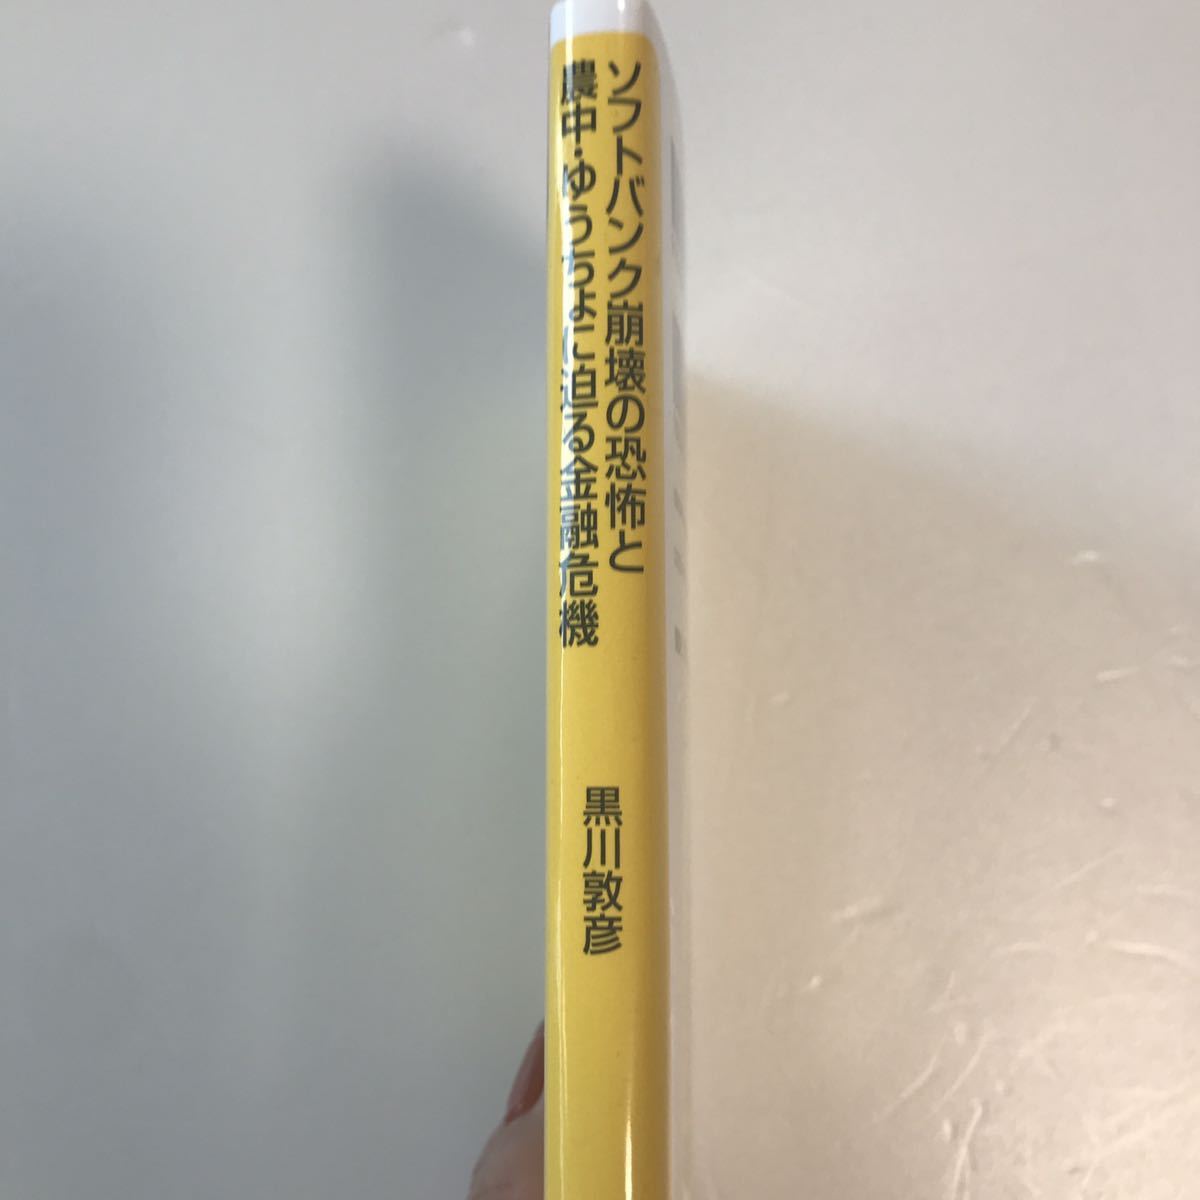 ソフトバンク崩壊の恐怖と
農中・ゆうちょに迫る金融危機
黒川敦彦